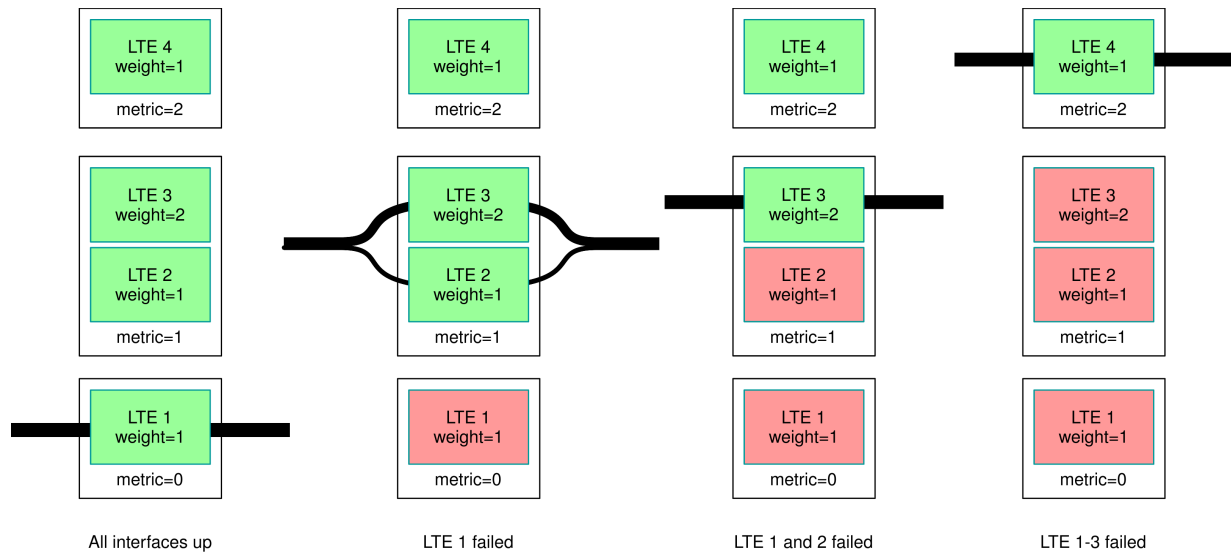 LTE 4
weight=1
metric=2
LTE 3
weight=2
LTE 2
weight=1
metric=1
LTE 1
weight=1
metric=0
All interfaces up
LTE 4
weight=1
metric=2
LTE 3
weight=2
LTE 2
weight=1
metric=1
LTE 1
weight=1
metric=0
LTE 1 failed
LTE 4
weight=1
metric=2
LTE 3
weight=2
LTE 2
weight=1
metric=1
LTE 1
weight=1
metric=0
LTE 1 and 2 failed
LTE 4
weight=1
metric=2
LTE 3
weight=2
LTE 2
weight=1
metric=1
LTE 1
weight=1
metric=0
LTE 1-3 failed